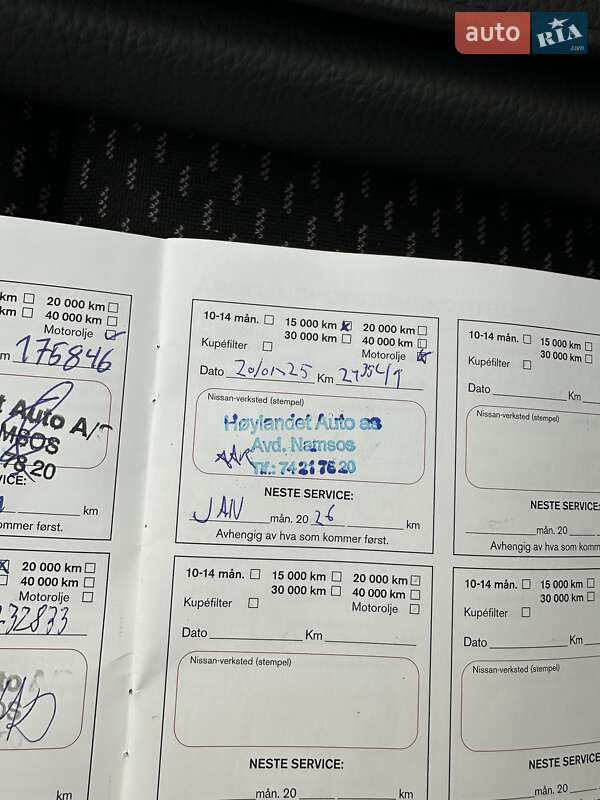 auto RIA.com
km 20 000 km
km 40 000 km
Motorolje
m 175846
Auto A/
MSOS
78 20
ICE:
km
ommer først.
20 000 km
40 000 km
Motorolje
32833
km
10-14 mån. 15 000 km 20 000 km
30 000 km 40 000 km
Kupéfilter Motorolje
Dato 20/01-25 Km
Nissan-verksted (stempel)
Høylandet Auto as
Avd. Namsos
Tlf.: 74 21 78 20
NESTE SERVICE:
JAN mån. 20 26 km
Avhengig av hva som kommer først.
10-14 mån. 15 000 km 20 000 km
30 000 km 40 000 km
Kupéfilter Motorolje
Dato Km
Nissan-verksted (stempel)
NESTE SERVICE:
mån. 20 km
10-14 mån. 15 000 km
30 000 km
Kupéfilter
Dato Km
Nissan-verksted (stempel)
NESTE SERVICE
mån. 20
Avhengig av hva som komm
10-14 mån. 15 000 km
30 000 km
Kupéfilter
Dato Km
Nissan-verksted (stempel)
NESTE SERVICE
mån. 20